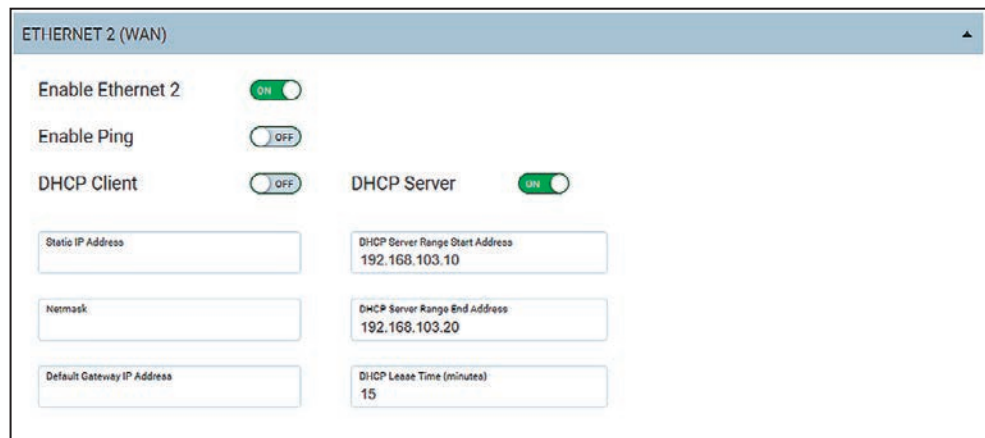 ETHERNET 2 (WAN)
Enable Ethernet 2 ON
Enable Ping OFF
DHCP Client OFF DHCP Server ON
Static IP Address DHCP Server Range Start Address
192.168.103.10
Netmask DHCP Server Range End Address
192.168.103.20
Default Gateway IP Address DHCP Lease Time (minutes)
15